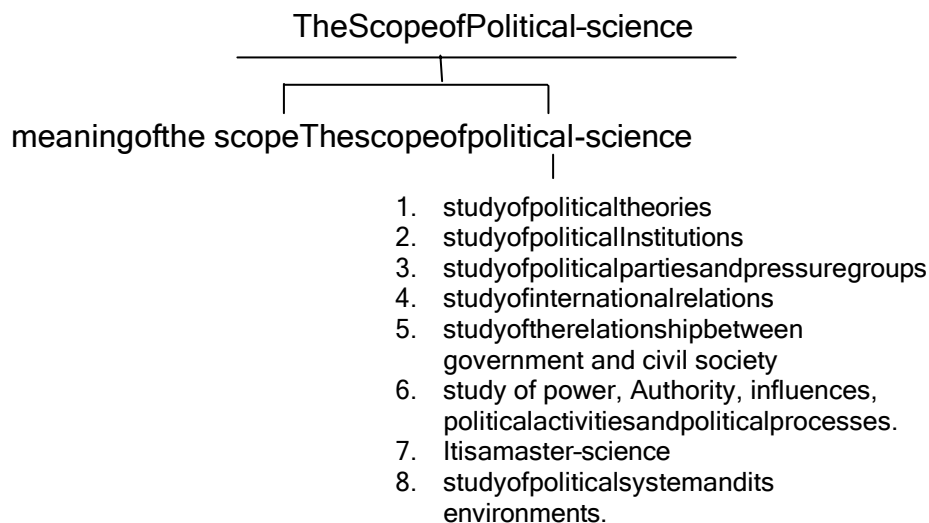 TheScopeofPolitical-science
meaningofthe scopeThescopeofpolitical-science
1. studyofpoliticaltheories
2. studyofpoliticalInstitutions
3. studyofpoliticalpartiesandpressuregroups
4. studyofinternationalrelations
5. studyoftherelationshipbetween
government and civil society
6. study of power, Authority, influences,
politicalactivitiesandpoliticalprocesses.
7. Itisamaster-science
8. studyofpoliticalsystemandits
environments.